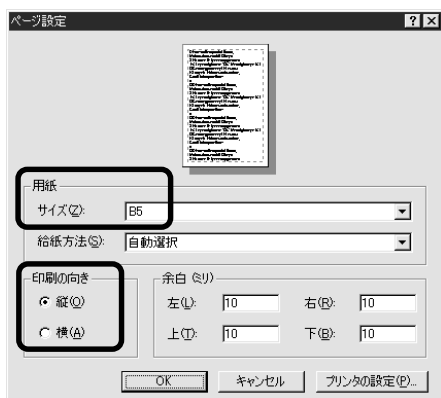 ページ設定
用紙
サイズ(Z): B5
給紙方法(S): 自動選択
印刷の向き
縦(O)
横(A)
余白 (ミリ)
左(L): 10 右(R): 10
上(T): 10 下(B): 10
OK キャンセル プリンタの設定(P)...